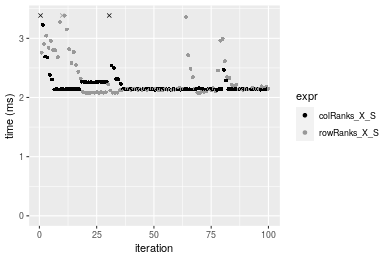 3
2
1
0
time (ms)
0
25
50
75
100
iteration
expr
colRanks_X_S
rowRanks_X_S